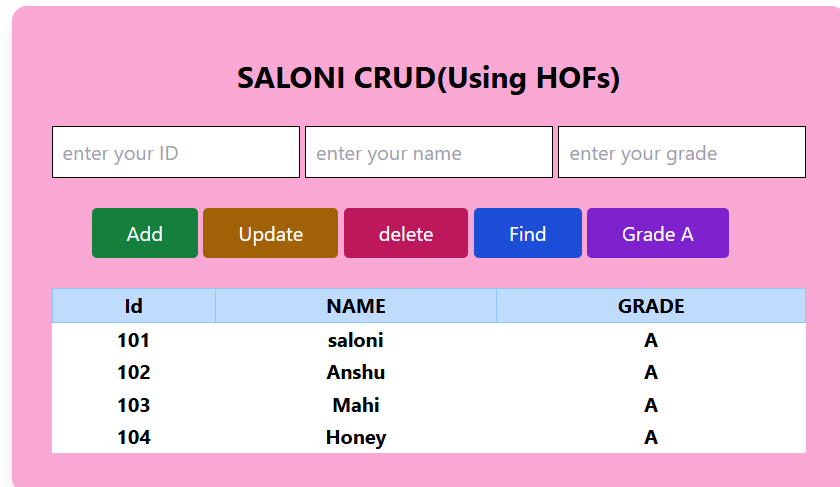 SALONI CRUD(Using HOFs)
enter your ID enter your name enter your grade
Add Update delete Find Grade A
Id NAME GRADE
101 saloni A
102 Anshu A
103 Mahi A
104 Honey A